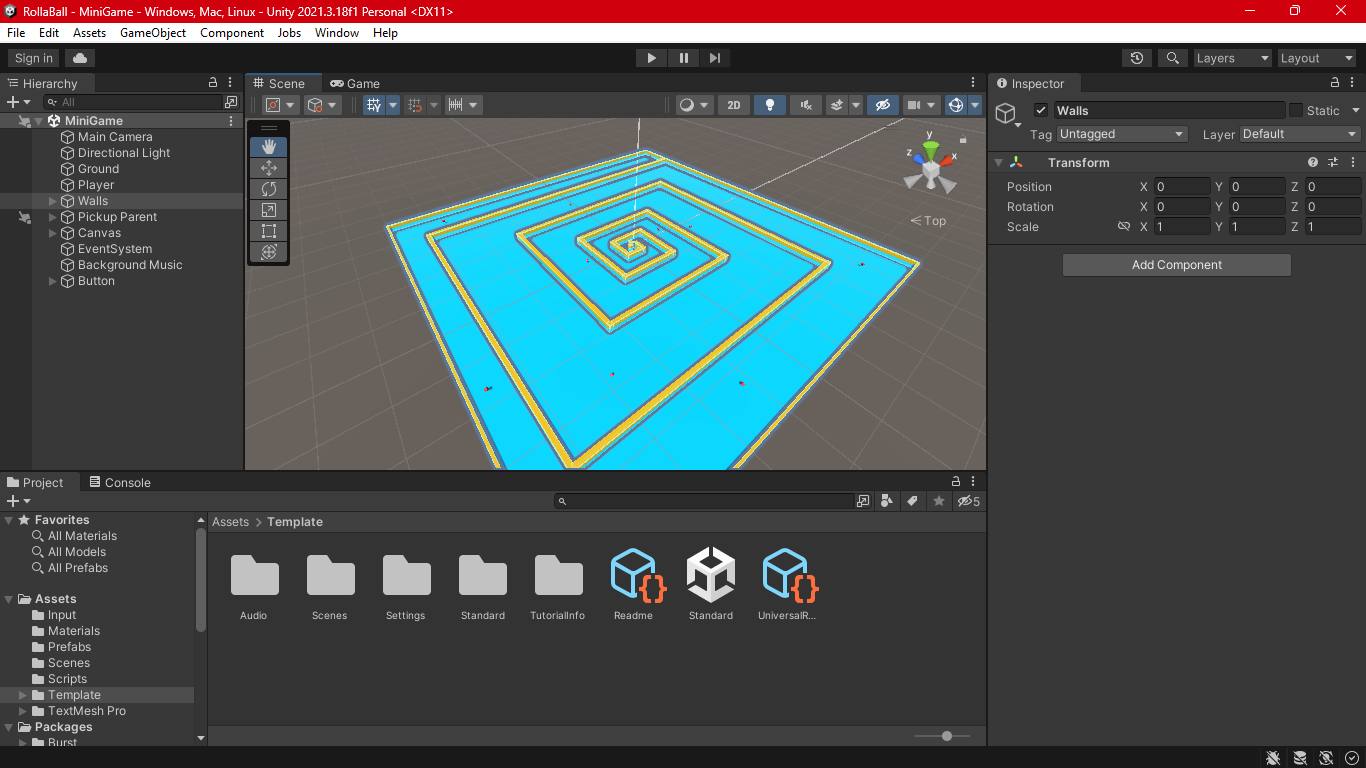 RollaBall - MiniGame - Windows, Mac, Linux - Unity 2021.3.18f1 Personal <DX11>
File Edit Assets GameObject Component Jobs Window Help
Sign in Layers Layout
Hierarchy
All
MiniGame
Main Camera
Directional Light
Ground
Player
Walls
Pickup Parent
Canvas
EventSystem
Background Music
Button
Scene Game
2D
y
z
x
Top
Inspector
Walls Static
Tag Untagged Layer Default
Transform
Position X 0 Y 0 Z 0
Rotation X 0 Y 0 Z 0
Scale X 1 Y 1 Z 1
Add Component
Project Console
5
Favorites
All Materials
All Models
All Prefabs
Assets
Input
Materials
Prefabs
Scenes
Scripts
Template
TextMesh Pro
Packages
Burst
Assets > Template
Audio Scenes Settings Standard TutorialInfo Readme Standard UniversalR...